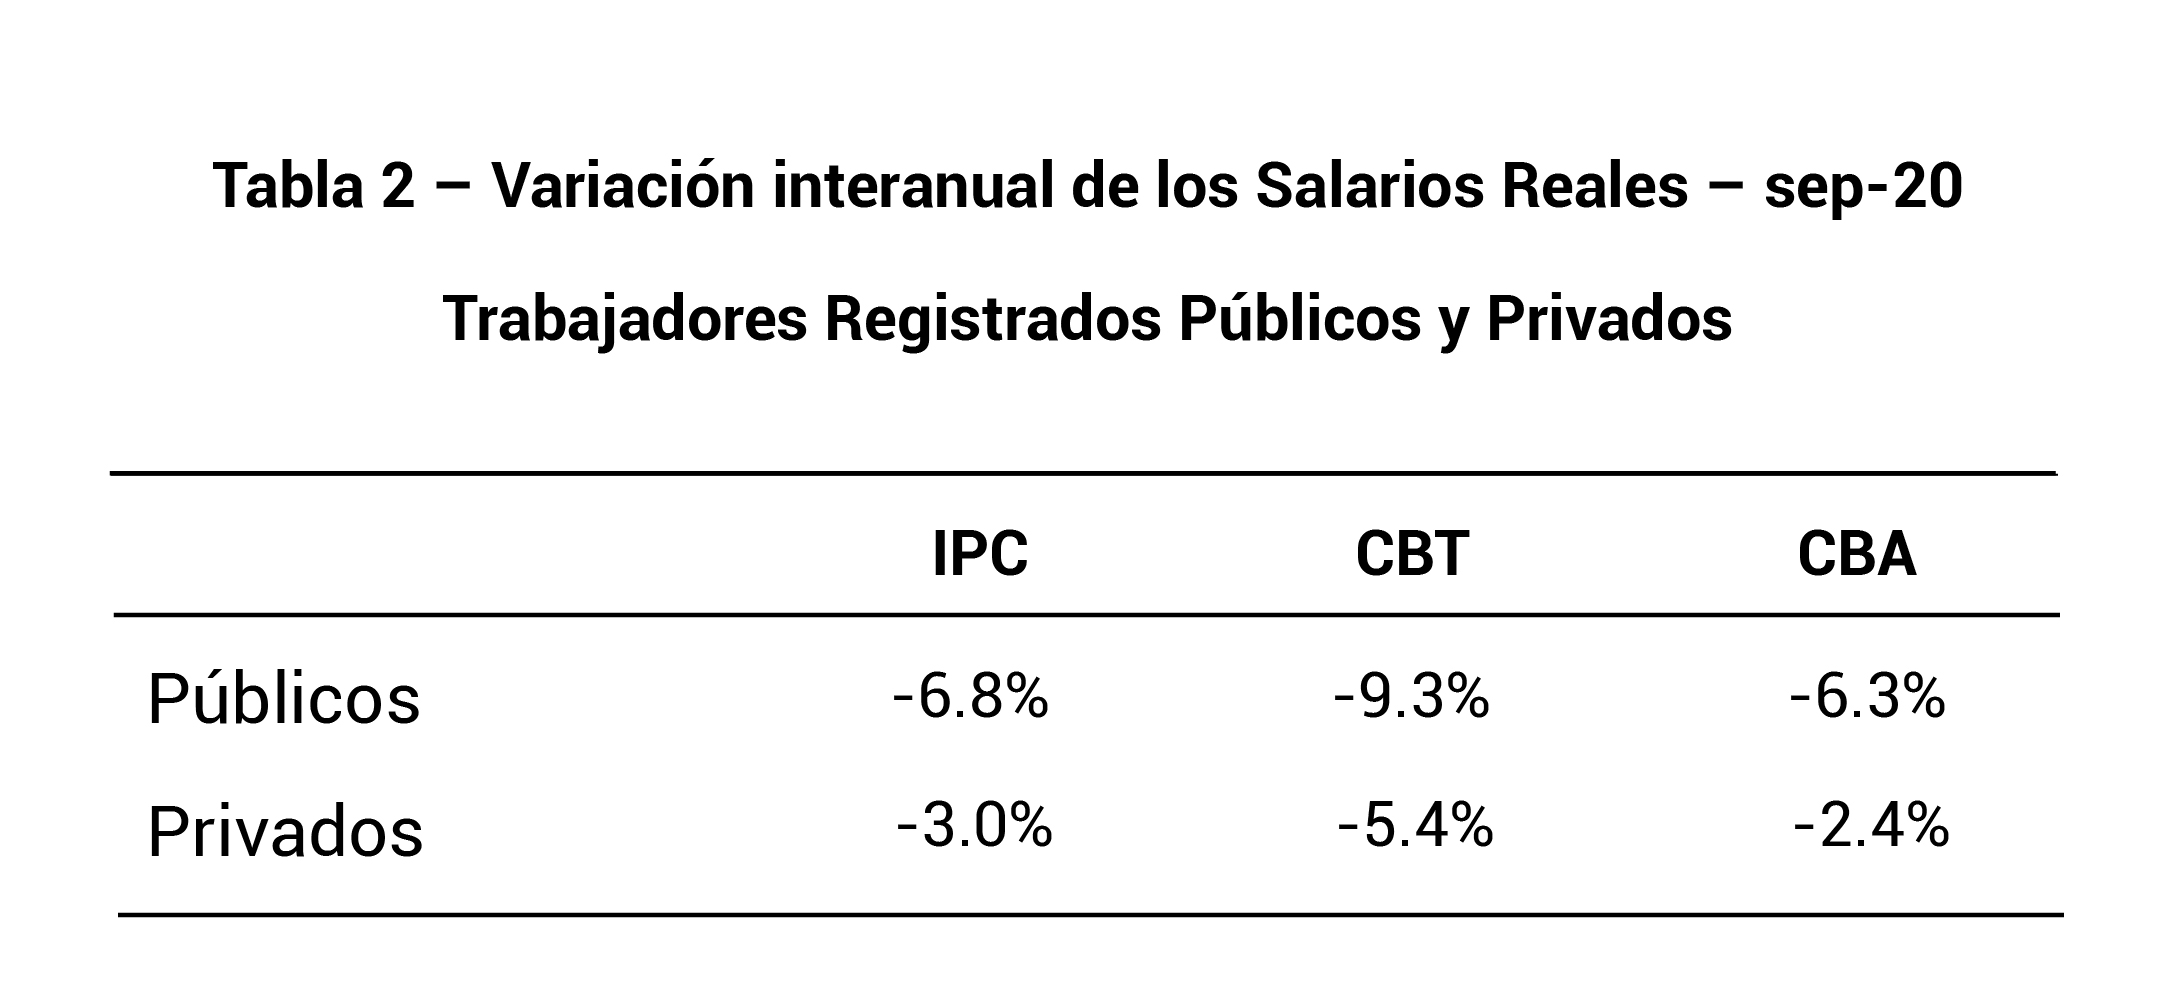 Tabla 2 – Variación interanual de los Salarios Reales – sep-20
Trabajadores Registrados Públicos y Privados
IPC CBT CBA
Públicos -6.8% -9.3% -6.3%
Privados -3.0% -5.4% -2.4%